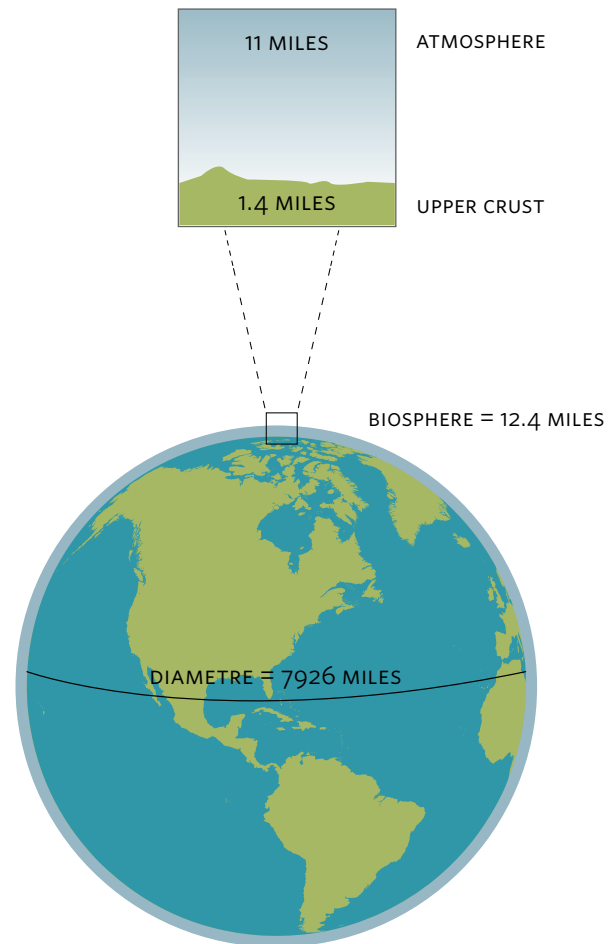 11 MILES
ATMOSPHERE
1.4 MILES
UPPER CRUST
BIOSPHERE = 12.4 MILES
DIAMETRE = 7926 MILES